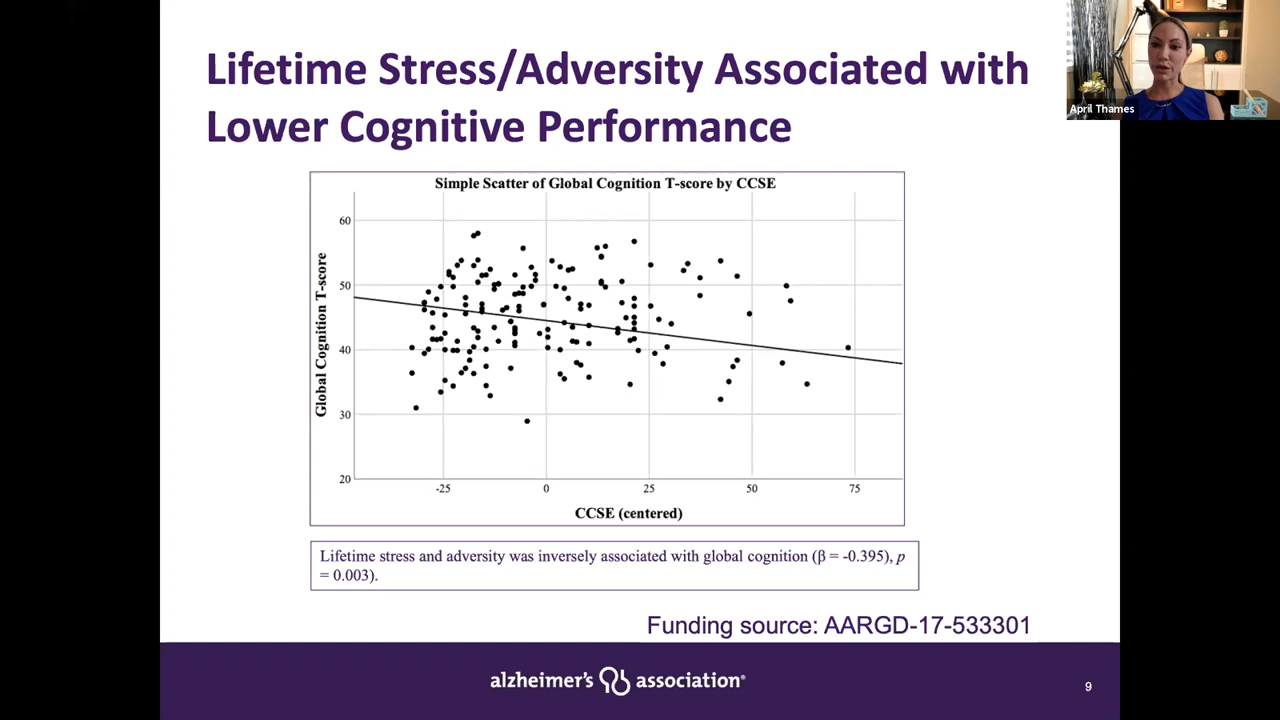 Lifetime Stress/Adversity Associated with
Lower Cognitive Performance
April Thames
Simple Scatter of Global Cognition T-score by CCSE
Global Cognition T-score
60
50
40
30
20
-25
0
25
50
75
CCSE (centered)
Lifetime stress and adversity was inversely associated with global cognition (β = -0.395), p
= 0.003).
Funding source: AARGD-17-533301
alzheimer's association®
9